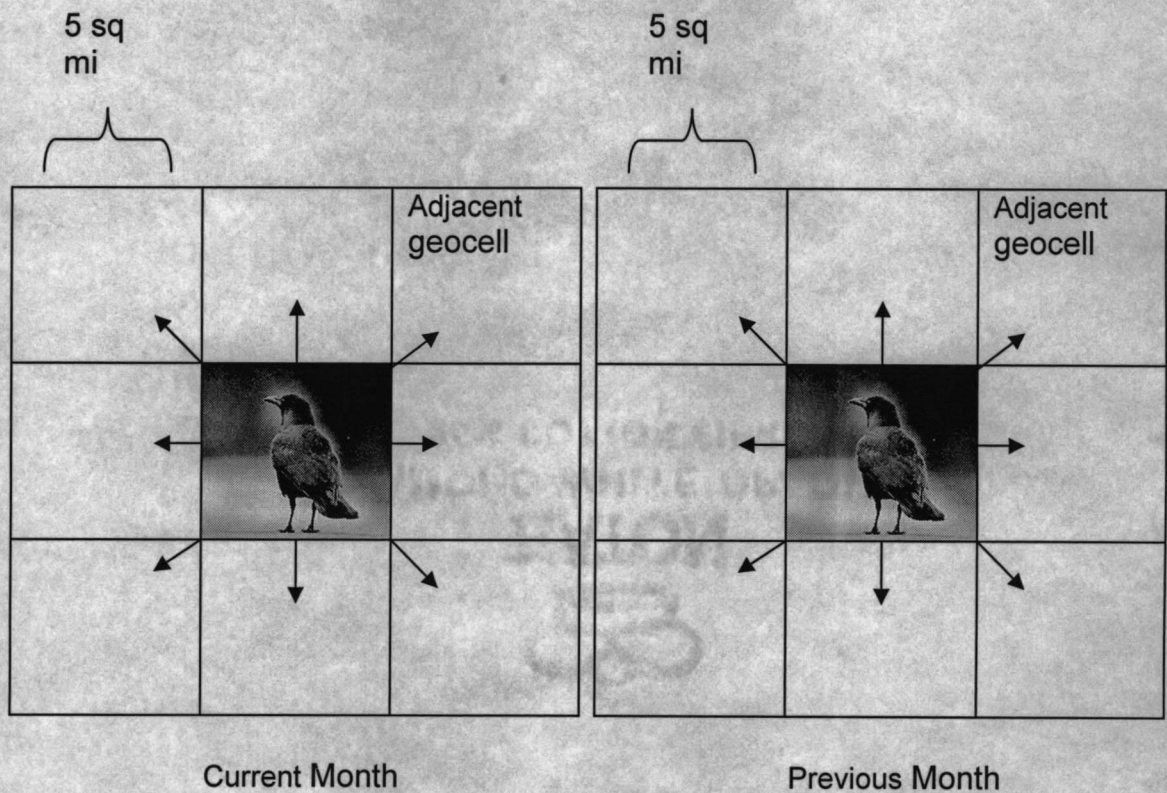 5 sq
mi
5 sq
mi
Adjacent
geocell
Adjacent
geocell
Current Month
Previous Month